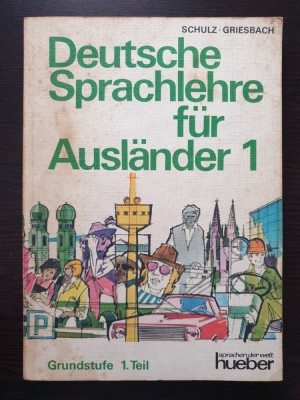 SCHULZ · GRIESBACH
Deutsche
Sprachlehre
für
Ausländer 1
P
Grundstufe 1. Teil
sprachen der welt
hueber